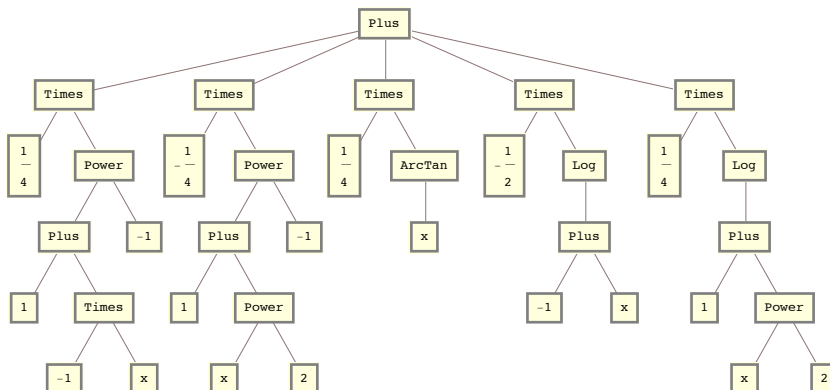 Plus
Times Times Times Times Times
1/4 Power -1/4 Power 1/4 ArcTan -1/2 Log 1/4 Log
Plus -1 Plus -1 x Plus Plus
1 Times 1 Power -1 x 1 Power
-1 x x 2 x 2